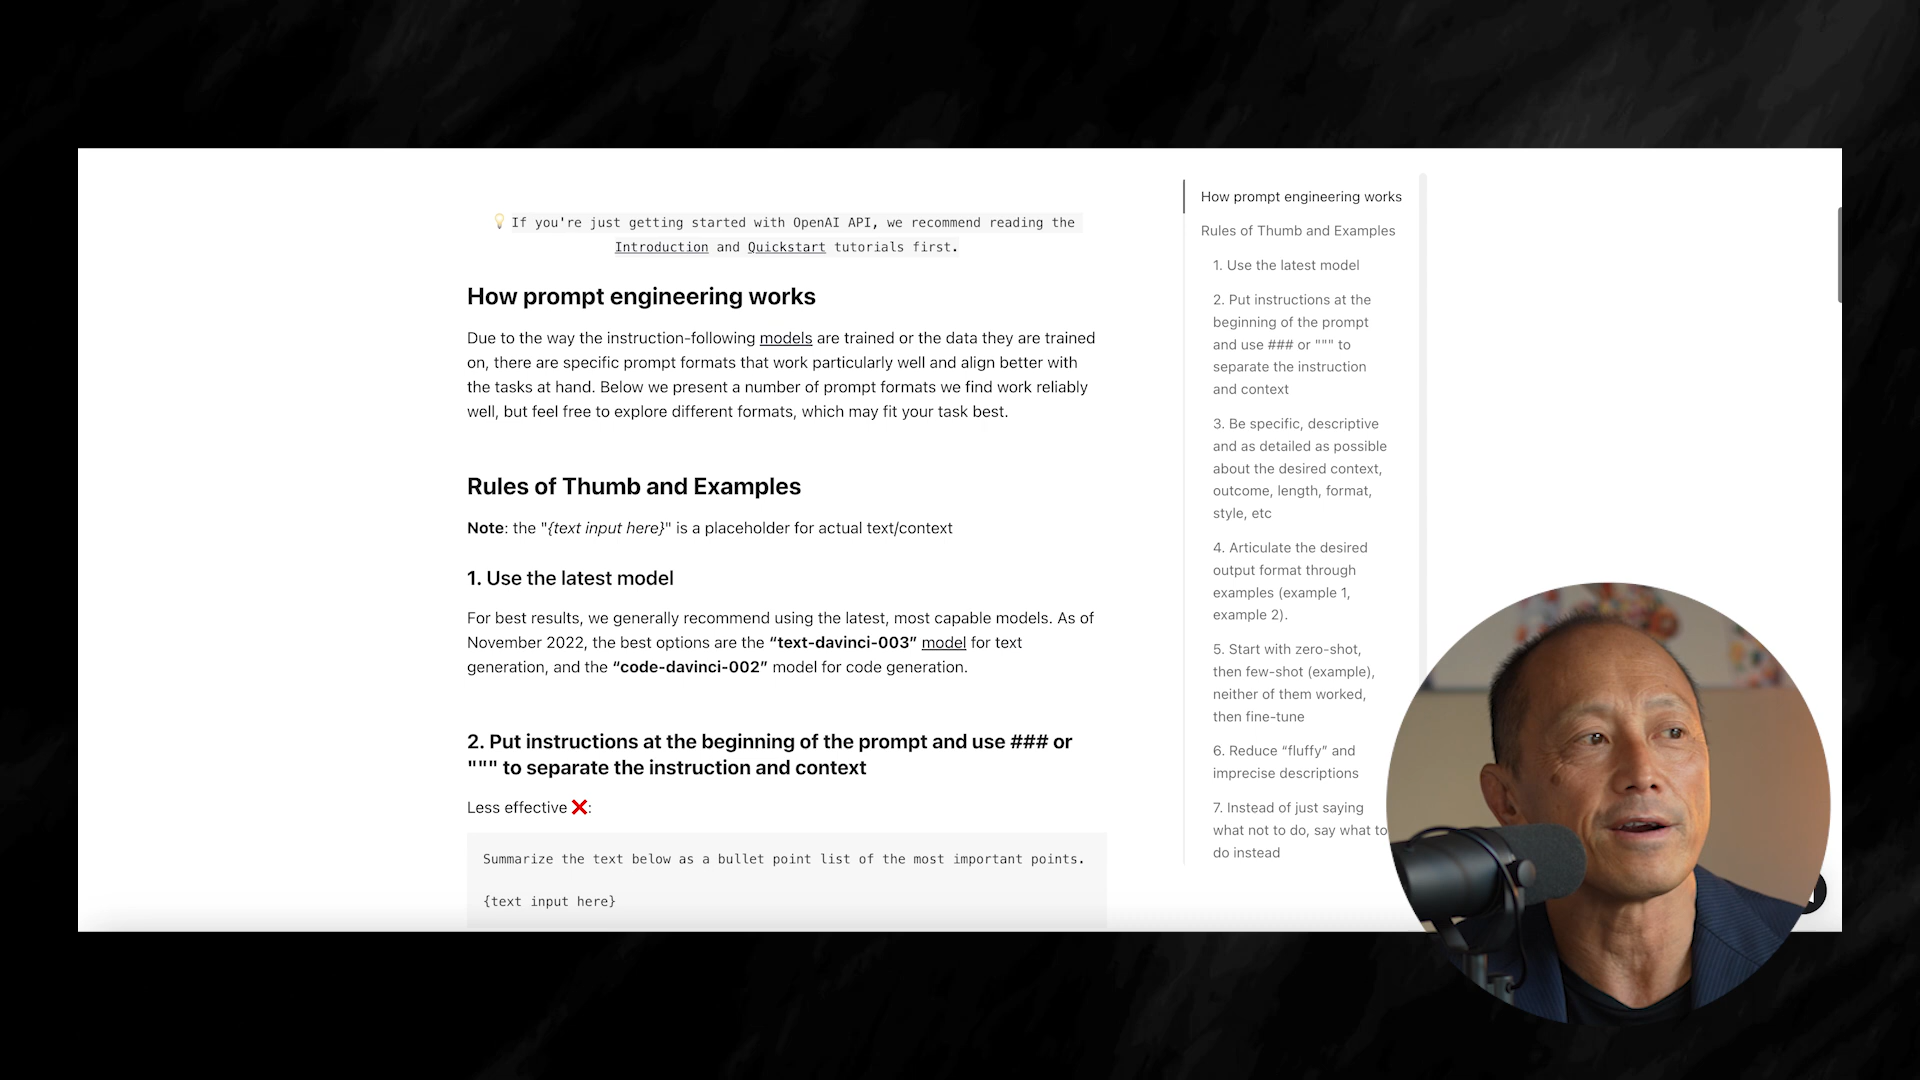 💡 If you're just getting started with OpenAI API, we recommend reading the
Introduction and Quickstart tutorials first.
How prompt engineering works
Due to the way the instruction-following models are trained or the data they are trained
on, there are specific prompt formats that work particularly well and align better with
the tasks at hand. Below we present a number of prompt formats we find work reliably
well, but feel free to explore different formats, which may fit your task best.
Rules of Thumb and Examples
Note: the "{text input here}" is a placeholder for actual text/context
1. Use the latest model
For best results, we generally recommend using the latest, most capable models. As of
November 2022, the best options are the “text-davinci-003” model for text
generation, and the “code-davinci-002” model for code generation.
2. Put instructions at the beginning of the prompt and use ### or
""" to separate the instruction and context
Less effective ❌:
Summarize the text below as a bullet point list of the most important points.
{text input here}
How prompt engineering works
Rules of Thumb and Examples
1. Use the latest model
2. Put instructions at the
beginning of the prompt
and use ### or """ to
separate the instruction
and context
3. Be specific, descriptive
and as detailed as possible
about the desired context,
outcome, length, format,
style, etc
4. Articulate the desired
output format through
examples (example 1,
example 2).
5. Start with zero-shot,
then few-shot (example),
neither of them worked,
then fine-tune
6. Reduce “fluffy” and
imprecise descriptions
7. Instead of just saying
what not to do, say what to
do instead